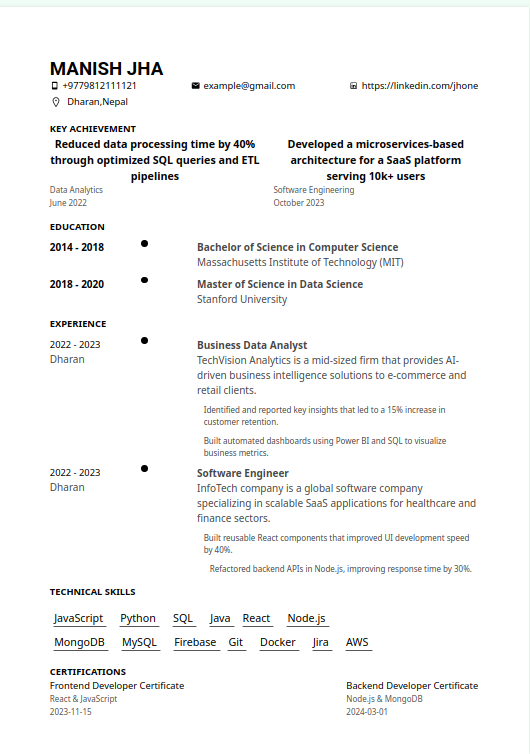 MANISH JHA
+9779812111121 example@gmail.com https://linkedin.com/jhone
Dharan,Nepal
KEY ACHIEVEMENT
Reduced data processing time by 40%
through optimized SQL queries and ETL
pipelines
Data Analytics
June 2022
Developed a microservices-based
architecture for a SaaS platform
serving 10k+ users
Software Engineering
October 2023
EDUCATION
2014 - 2018 Bachelor of Science in Computer Science
Massachusetts Institute of Technology (MIT)
2018 - 2020 Master of Science in Data Science
Stanford University
EXPERIENCE
2022 - 2023 Business Data Analyst
Dharan TechVision Analytics is a mid-sized firm that provides AI-
driven business intelligence solutions to e-commerce and
retail clients.
Identified and reported key insights that led to a 15% increase in
customer retention.
Built automated dashboards using Power BI and SQL to visualize
business metrics.
2022 - 2023 Software Engineer
Dharan InfoTech company is a global software company
specializing in scalable SaaS applications for healthcare and
finance sectors.
Built reusable React components that improved UI development speed
by 40%.
Refactored backend APIs in Node.js, improving response time by 30%.
TECHNICAL SKILLS
JavaScript Python SQL Java React Node.js
MongoDB MySQL Firebase Git Docker Jira AWS
CERTIFICATIONS
Frontend Developer Certificate
React & JavaScript
2023-11-15
Backend Developer Certificate
Node.js & MongoDB
2024-03-01